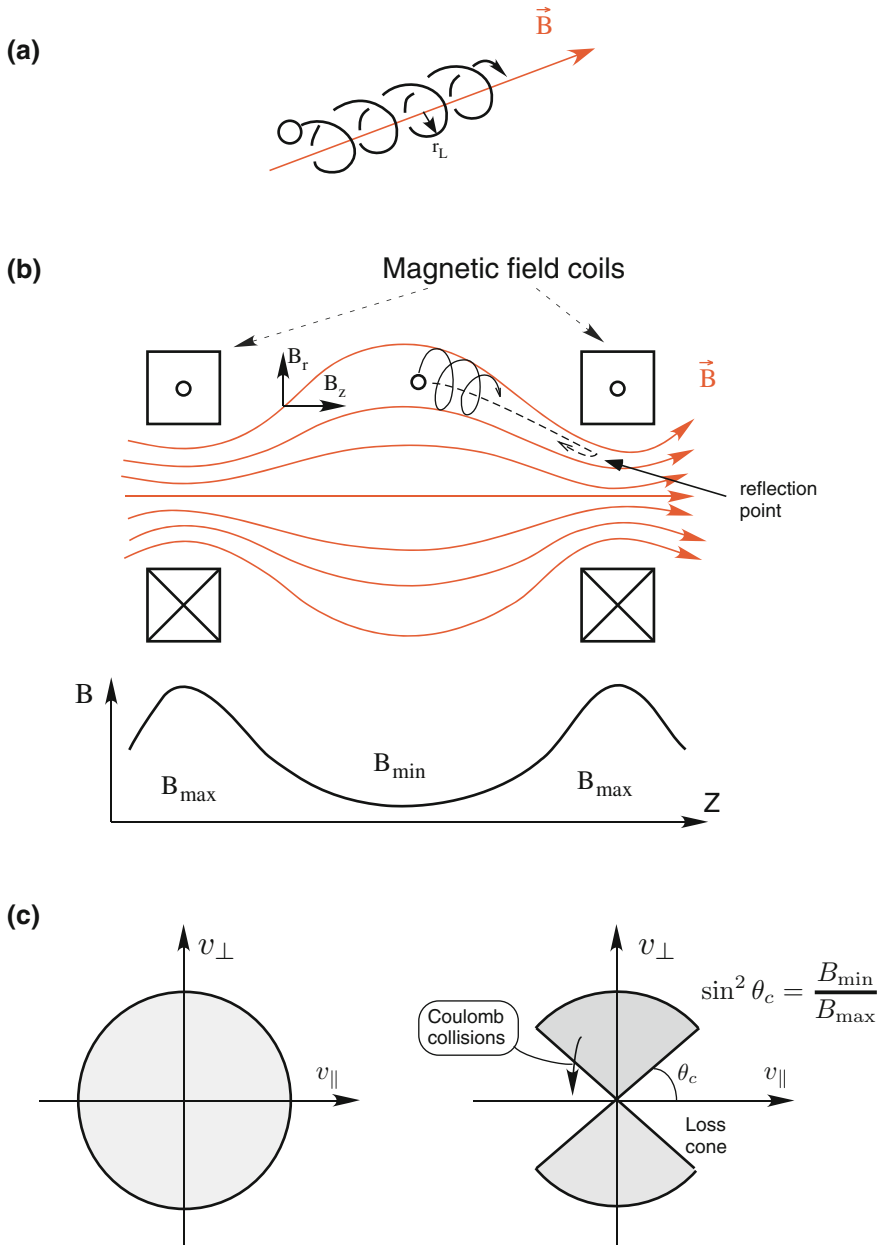 (a)
B⃗
r_L
(b)
Magnetic field coils
B_r
B_z
B⃗
reflection
point
B
B_min
B_max
B_max
Z
(c)
v_⊥
v_∥
v_⊥
sin² θ_c = B_min / B_max
Coulomb
collisions
θ_c
v_∥
Loss
cone